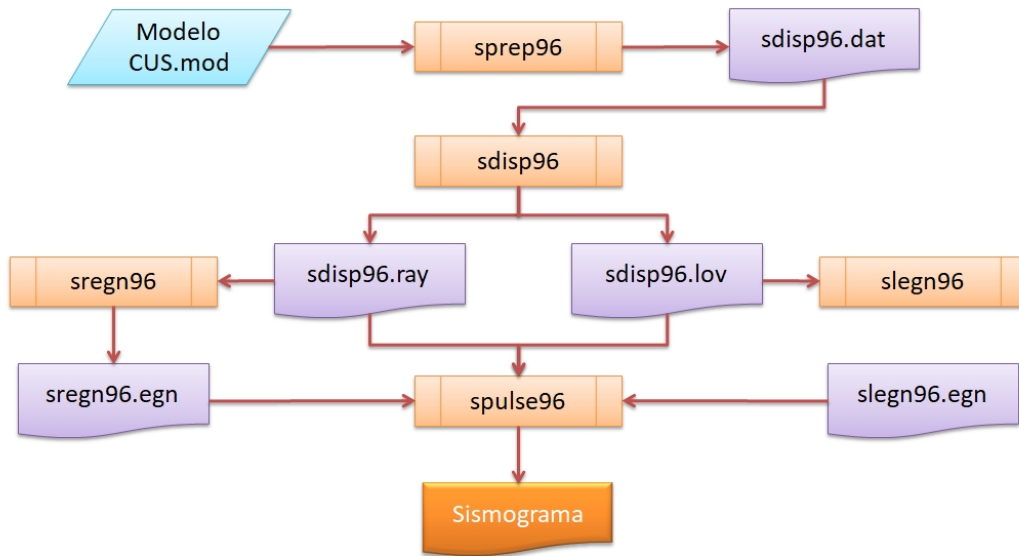 Modelo
CUS.mod
sprep96
sdisp96.dat
sdisp96
sregn96
sdisp96.ray
sdisp96.lov
slegn96
sregn96.egn
spulse96
slegn96.egn
Sismograma